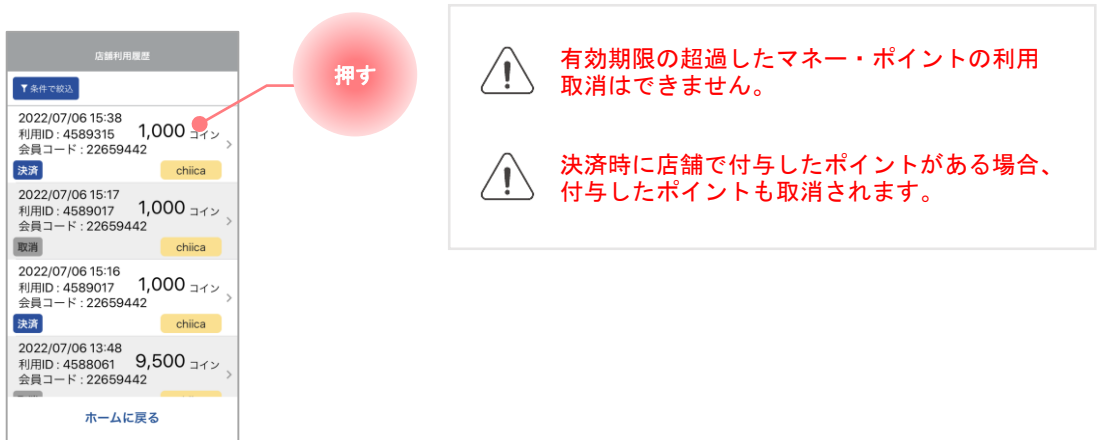 店舗利用履歴
▼条件で絞込
2022/07/06 15:38
利用ID : 4589315 1,000 コイン
会員コード : 22659442
決済 chiica
2022/07/06 15:17
利用ID : 4589017 1,000 コイン
会員コード : 22659442
取消 chiica
2022/07/06 15:16
利用ID : 4589017 1,000 コイン
会員コード : 22659442
決済 chiica
2022/07/06 13:48
利用ID : 4588061 9,500 コイン
会員コード : 22659442
ホームに戻る
押す
有効期限の超過したマネー・ポイントの利用
取消はできません。
決済時に店舗で付与したポイントがある場合、
付与したポイントも取消されます。